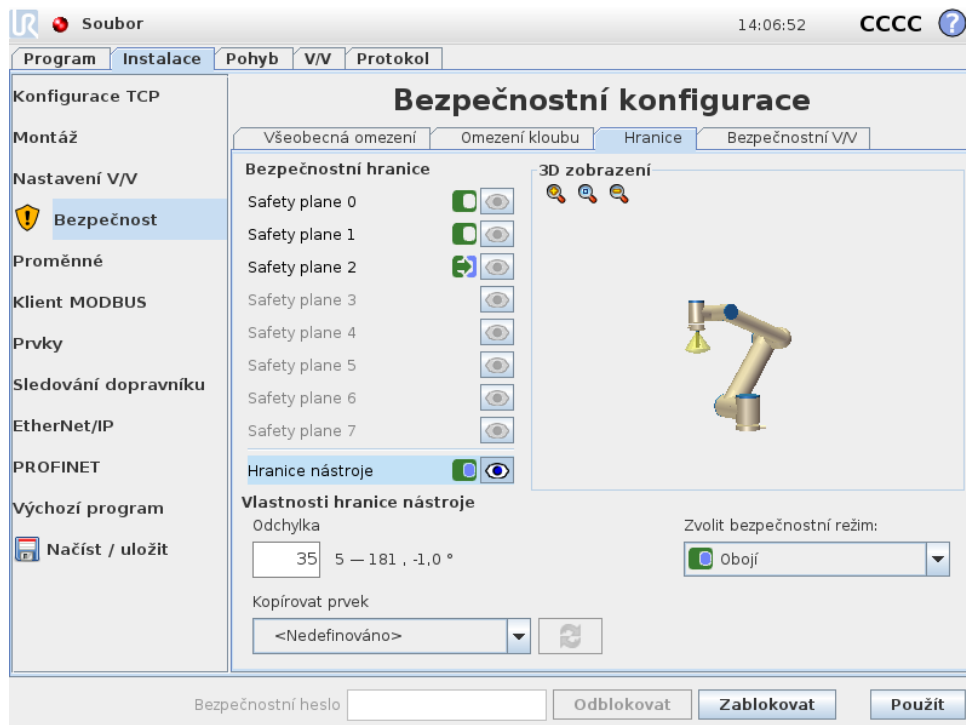 UR Soubor 14:06:52 CCCC ?
Program Instalace Pohyb V/V Protokol
Konfigurace TCP
Montáž
Nastavení V/V
Bezpečnost
Proměnné
Klient MODBUS
Prvky
Sledování dopravníku
EtherNet/IP
PROFINET
Výchozí program
Načíst / uložit
Bezpečnostní konfigurace
Všeobecná omezení Omezení kloubu Hranice Bezpečnostní V/V
Bezpečnostní hranice
Safety plane 0
Safety plane 1
Safety plane 2
Safety plane 3
Safety plane 4
Safety plane 5
Safety plane 6
Safety plane 7
Hranice nástroje
3D zobrazení
Vlastnosti hranice nástroje
Odchylka
35 5 — 181 , -1,0 °
Zvolit bezpečnostní režim:
Obojí
Kopírovat prvek
<Nedefinováno>
Bezpečnostní heslo Odblokovat Zablokovat Použít